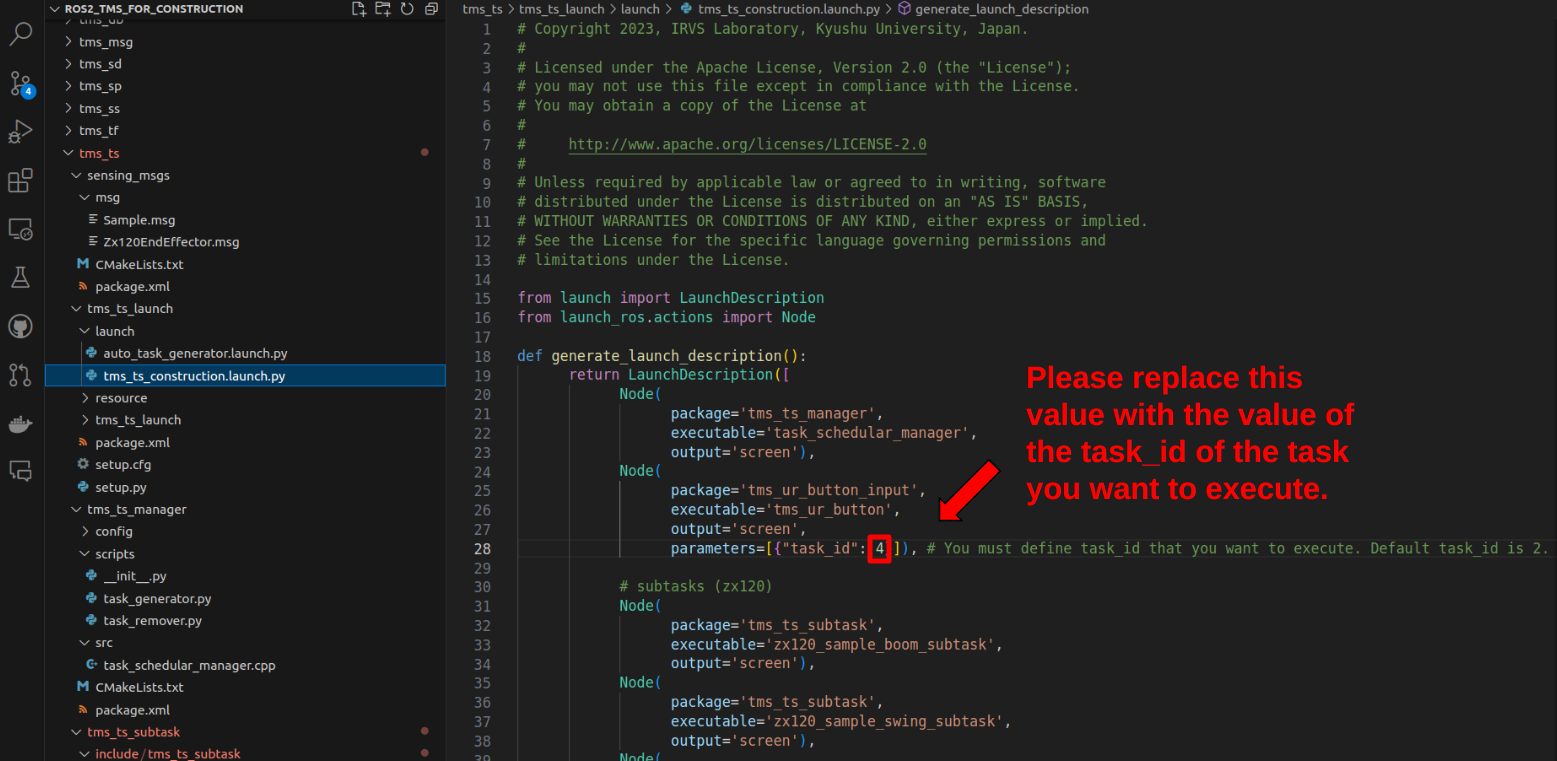 ROS2_TMS_FOR_CONSTRUCTION
tms_db
tms_msg
tms_sd
tms_sp
tms_ss
tms_tf
tms_ts
sensing_msgs
msg
Sample.msg
Zx120EndEffector.msg
CMakeLists.txt
package.xml
tms_ts_launch
launch
auto_task_generator.launch.py
tms_ts_construction.launch.py
resource
tms_ts_launch
package.xml
setup.cfg
setup.py
tms_ts_manager
config
scripts
__init__.py
task_generator.py
task_remover.py
src
task_schedular_manager.cpp
CMakeLists.txt
package.xml
tms_ts_subtask
include/tms_ts_subtask
4
tms_ts > tms_ts_launch > launch > tms_ts_construction.launch.py > generate_launch_description
1 # Copyright 2023, IRVS Laboratory, Kyushu University, Japan.
2 #
3 # Licensed under the Apache License, Version 2.0 (the "License");
4 # you may not use this file except in compliance with the License.
5 # You may obtain a copy of the License at
6 #
7 #     http://www.apache.org/licenses/LICENSE-2.0
8 #
9 # Unless required by applicable law or agreed to in writing, software
10 # distributed under the License is distributed on an "AS IS" BASIS,
11 # WITHOUT WARRANTIES OR CONDITIONS OF ANY KIND, either express or implied.
12 # See the License for the specific language governing permissions and
13 # limitations under the License.
14
15 from launch import LaunchDescription
16 from launch_ros.actions import Node
17
18 def generate_launch_description():
19     return LaunchDescription([
20         Node(
21             package='tms_ts_manager',
22             executable='task_schedular_manager',
23             output='screen'),
24         Node(
25             package='tms_ur_button_input',
26             executable='tms_ur_button',
27             output='screen',
28             parameters=[{"task_id": 4}]), # You must define task_id that you want to execute. Default task_id is 2.
29
30         # subtasks (zx120)
31         Node(
32             package='tms_ts_subtask',
33             executable='zx120_sample_boom_subtask',
34             output='screen'),
35         Node(
36             package='tms_ts_subtask',
37             executable='zx120_sample_swing_subtask',
38             output='screen'),
39         Node(
Please replace this
value with the value of
the task_id of the task
you want to execute.